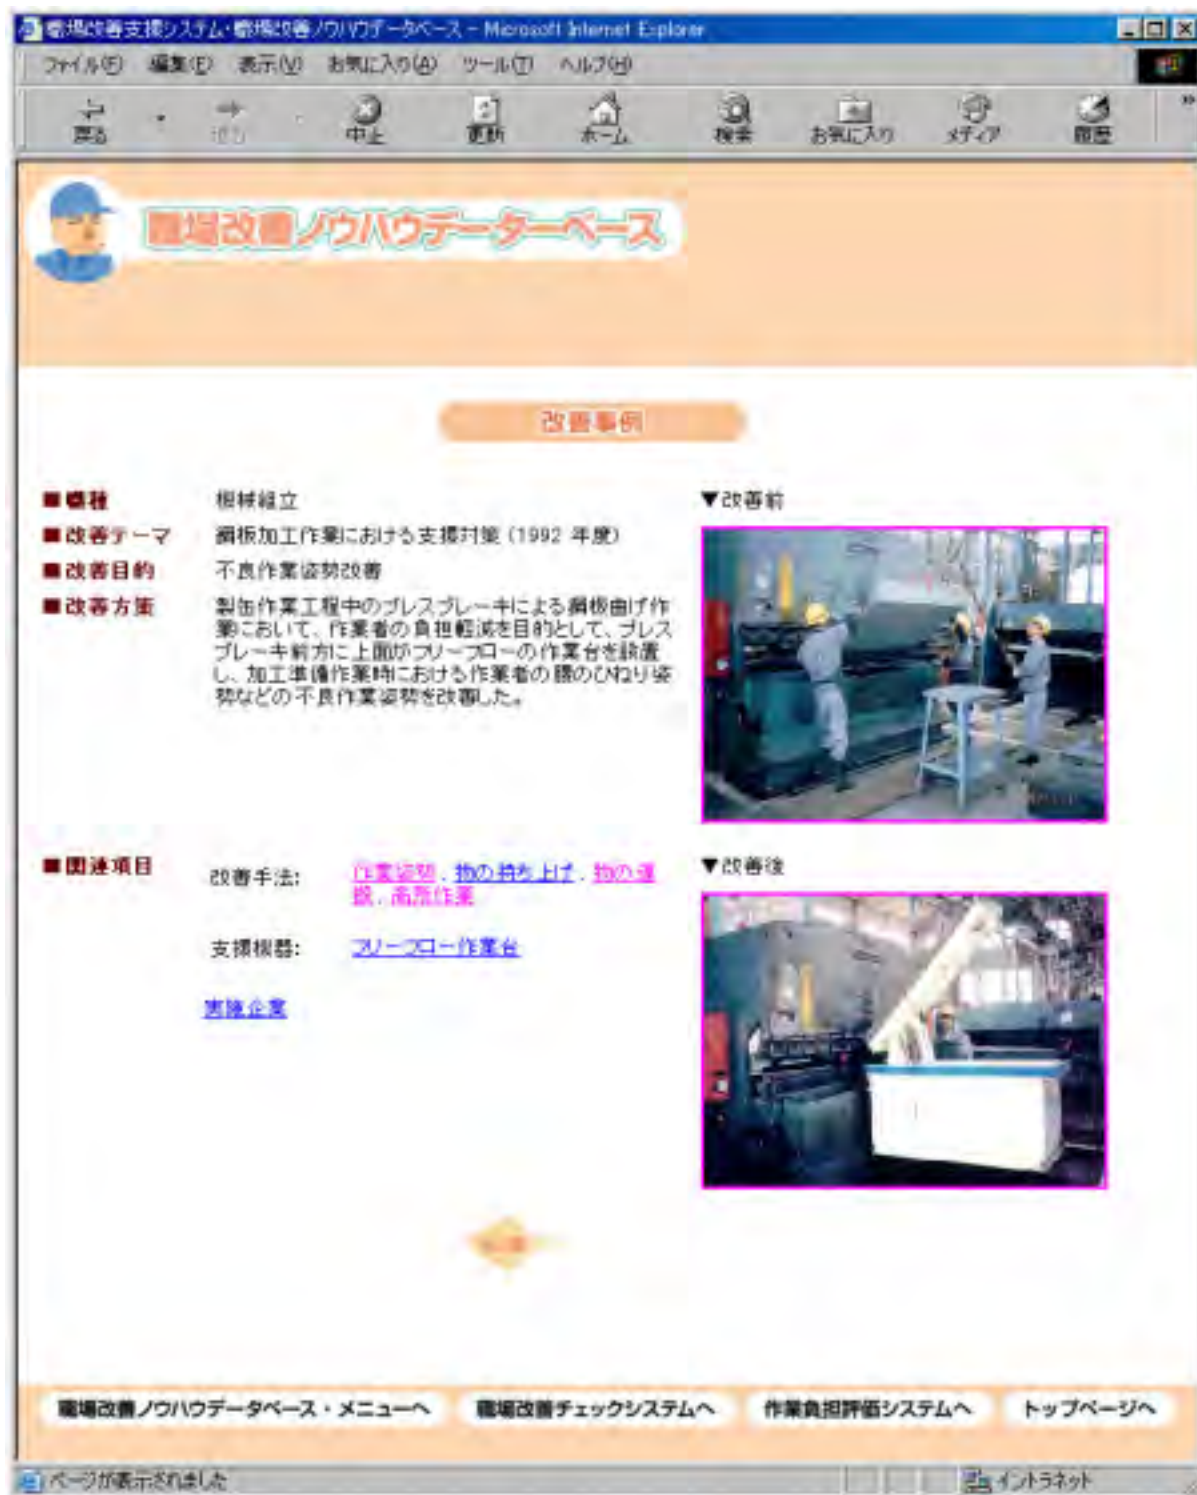 職場改善支援システム・職場改善ノウハウデータベース - Microsoft Internet Explorer
ファイル(F) 編集(E) 表示(V) お気に入り(A) ツール(T) ヘルプ(H)
戻る 中止 更新 ホーム 検索 お気に入り メディア 履歴 »
職場改善ノウハウデーターベース
改善事例
■職種 機械組立
■改善テーマ 鋼板加工作業における支援対策 (1992 年度)
■改善目的 不良作業姿勢改善
■改善方策 製缶作業工程中のプレスブレーキによる鋼板曲げ作
業において、作業者の負担軽減を目的として、プレス
ブレーキ前方に上面がフリーフローの作業台を設置
し、加工準備作業時における作業者の腰のひねり姿
勢などの不良作業姿勢を改善した。
▼改善前
■関連項目 改善手法: 作業姿勢 , 物の持ち上げ , 物の運
搬 , 高所作業
支援機器: フリーフロー作業台
実施企業
▼改善後
職場改善ノウハウデータベース・メニューへ 職場改善チェックシステムへ 作業負担評価システムへ トップページへ
ページが表示されました イントラネット